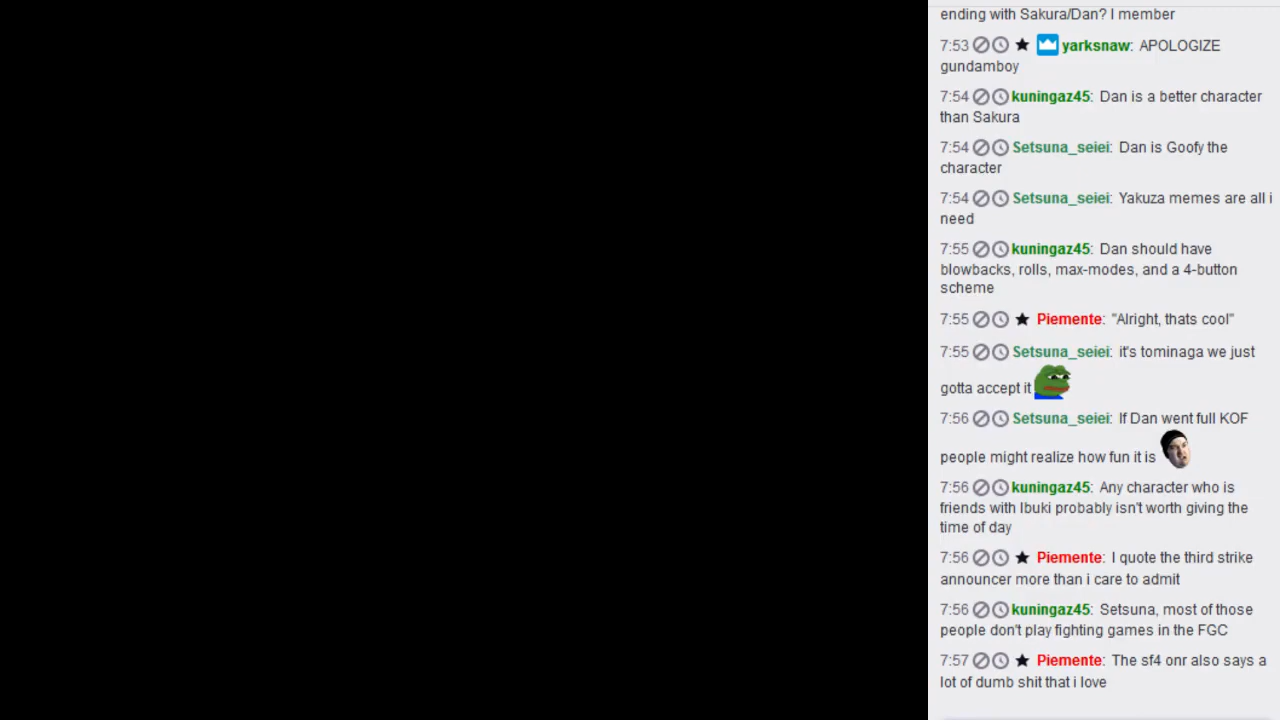 ending with Sakura/Dan? I member
7:53 yarksnaw: APOLOGIZE
gundamboy
7:54 kuningaz45: Dan is a better character
than Sakura
7:54 Setsuna_seiei: Dan is Goofy the
character
7:54 Setsuna_seiei: Yakuza memes are all i
need
7:55 kuningaz45: Dan should have
blowbacks, rolls, max-modes, and a 4-button
scheme
7:55 Piemente: "Alright, thats cool"
7:55 Setsuna_seiei: it's tominaga we just
gotta accept it
7:56 Setsuna_seiei: If Dan went full KOF
people might realize how fun it is
7:56 kuningaz45: Any character who is
friends with Ibuki probably isn't worth giving the
time of day
7:56 Piemente: I quote the third strike
announcer more than i care to admit
7:56 kuningaz45: Setsuna, most of those
people don't play fighting games in the FGC
7:57 Piemente: The sf4 onr also says a
lot of dumb shit that i love